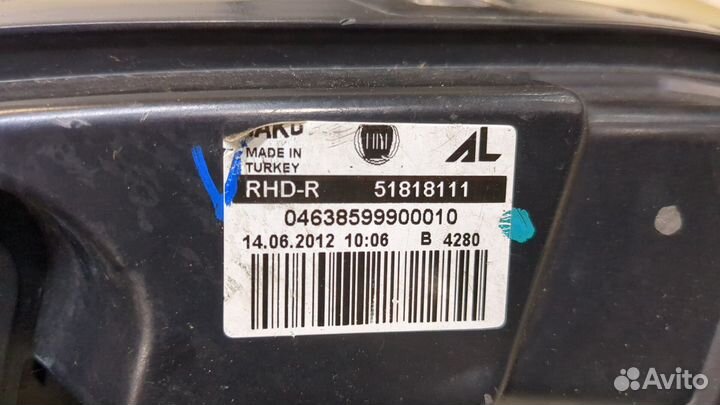 MADE IN
TURKEY
AL
RHD-R 51818111
04638599900010
14.06.2012 10:06 B 4280
Avito